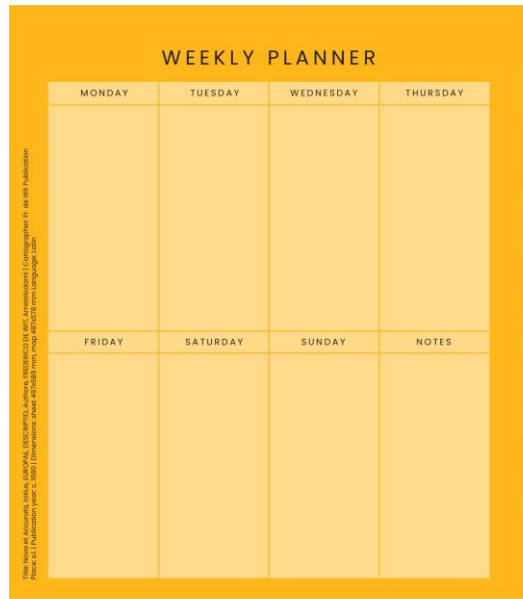 WEEKLY PLANNER
MONDAY TUESDAY WEDNESDAY THURSDAY
FRIDAY SATURDAY SUNDAY NOTES
Title: Nova et Accurata, totius, EUROPAE, DESCRIPTIO, Authore, FREDERICO DE WIT, Amstelodami | Cartographer: Fr. de Wit Publication
Place: s.l. | Publication year: c. 1680 | Dimensions: sheet 497x589 mm, map 487x578 mm Language: Latin